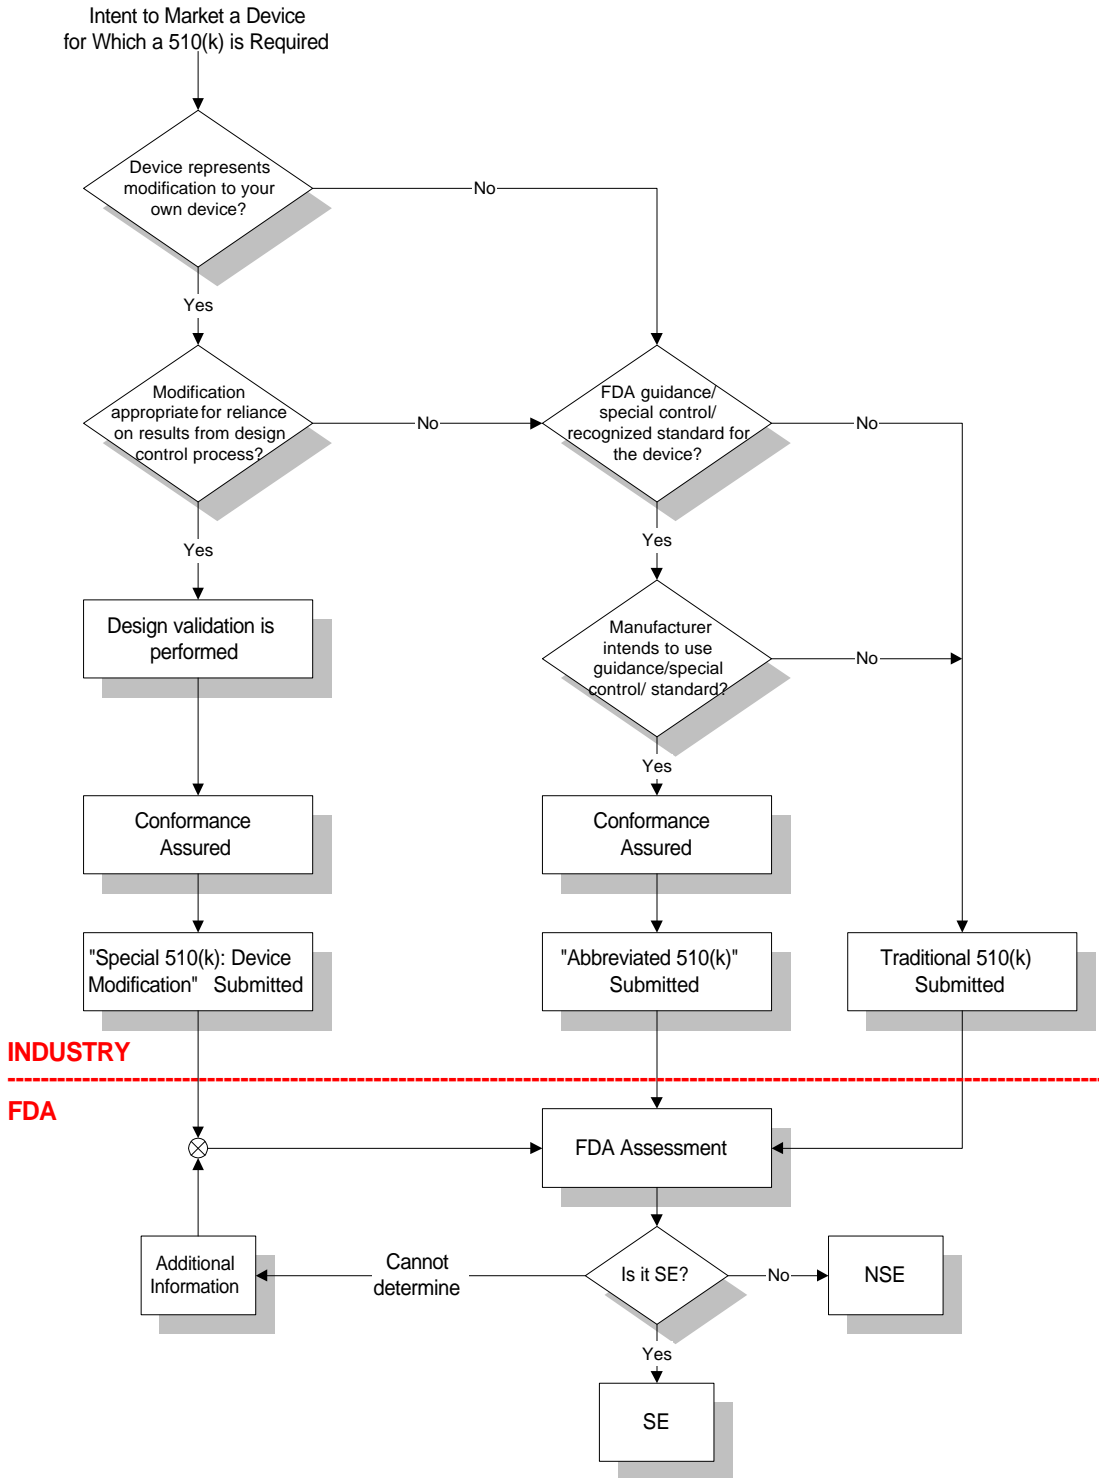 Intent to Market a Device
for Which a 510(k) is Required
Device represents
modification to your
own device?
No
Yes
Modification
appropriate for reliance
on results from design
control process?
No
FDA guidance/
special control/
recognized standard for
the device?
No
Yes
Yes
Design validation is
performed
Manufacturer
intends to use
guidance/special
control/ standard?
No
Yes
Conformance
Assured
Conformance
Assured
"Special 510(k): Device
Modification" Submitted
"Abbreviated 510(k)"
Submitted
Traditional 510(k)
Submitted
INDUSTRY
FDA
FDA Assessment
Additional
Information
Cannot
determine
Is it SE?
No
NSE
Yes
SE